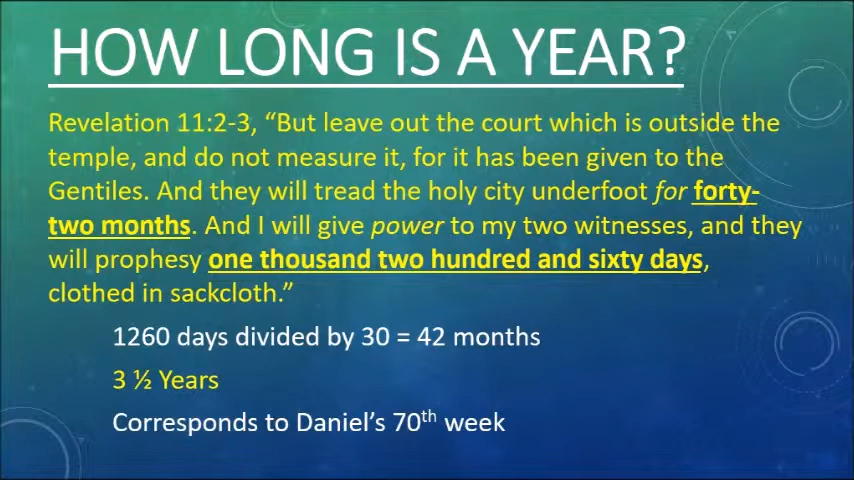 HOW LONG IS A YEAR?
Revelation 11:2-3, “But leave out the court which is outside the
temple, and do not measure it, for it has been given to the
Gentiles. And they will tread the holy city underfoot for forty-
two months. And I will give power to my two witnesses, and they
will prophesy one thousand two hundred and sixty days,
clothed in sackcloth.”
1260 days divided by 30 = 42 months
3 ½ Years
Corresponds to Daniel’s 70th week